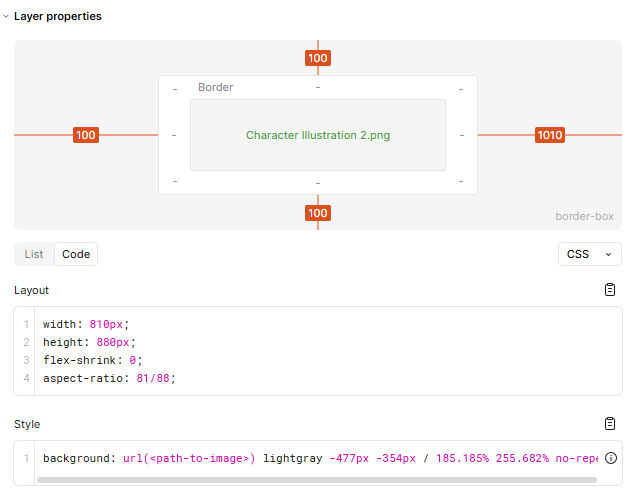 Layer properties
100
Border
-
-
-
100
-
Character Illustration 2.png
-
1010
-
-
-
100
border-box
List
Code
CSS
Layout
1 width: 810px;
2 height: 880px;
3 flex-shrink: 0;
4 aspect-ratio: 81/88;
Style
1 background: url(<path-to-image>) lightgray -477px -354px / 185.185% 255.682% no-repe